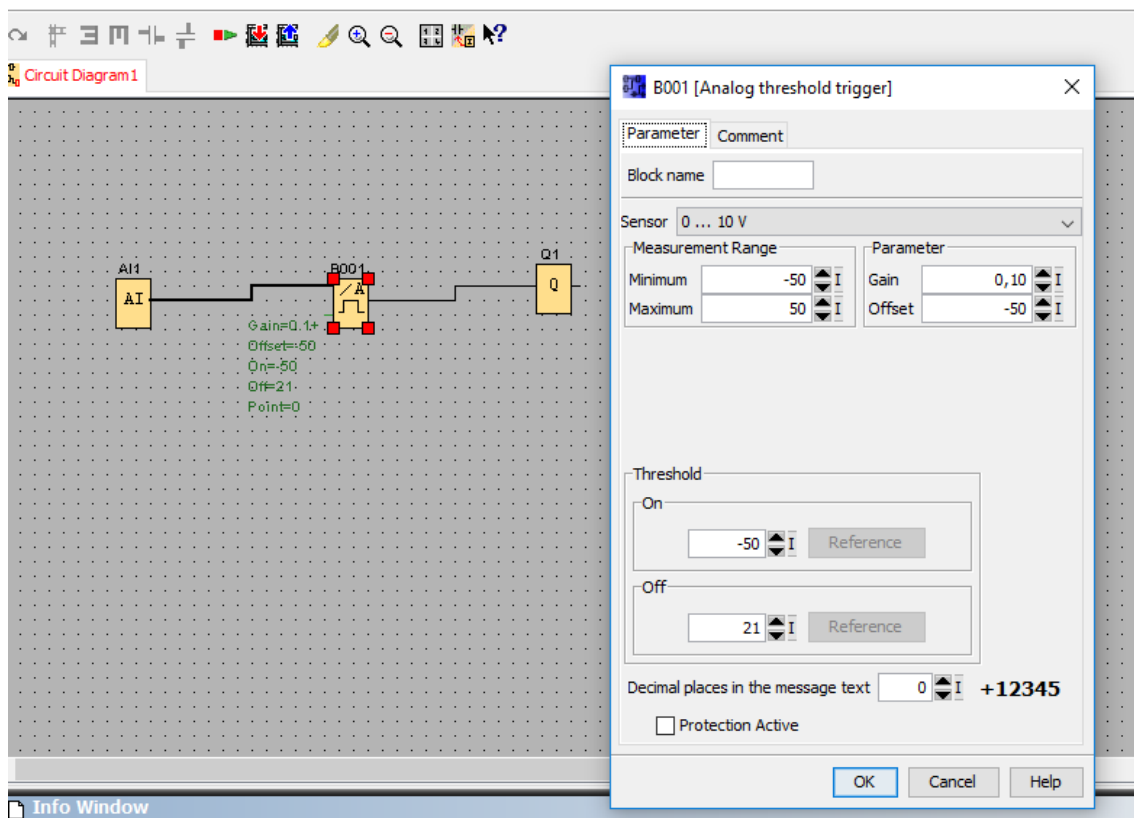 Circuit Diagram1
AI1
AI
B001
A
Gain=0.1+
Offset=-50
On=-50
Off=21
Point=0
Q1
Q
B001 [Analog threshold trigger]
Parameter
Comment
Block name
Sensor 0 ... 10 V
Measurement Range
Minimum -50
Maximum 50
Parameter
Gain 0,10
Offset -50
Threshold
On
-50 Reference
Off
21 Reference
Decimal places in the message text 0 +12345
Protection Active
OK Cancel Help
Info Window